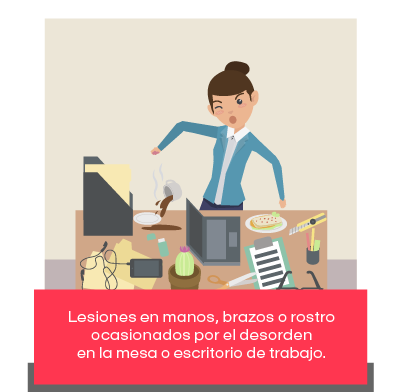 Lesiones en manos, brazos o rostro
ocasionados por el desorden
en la mesa o escritorio de trabajo.